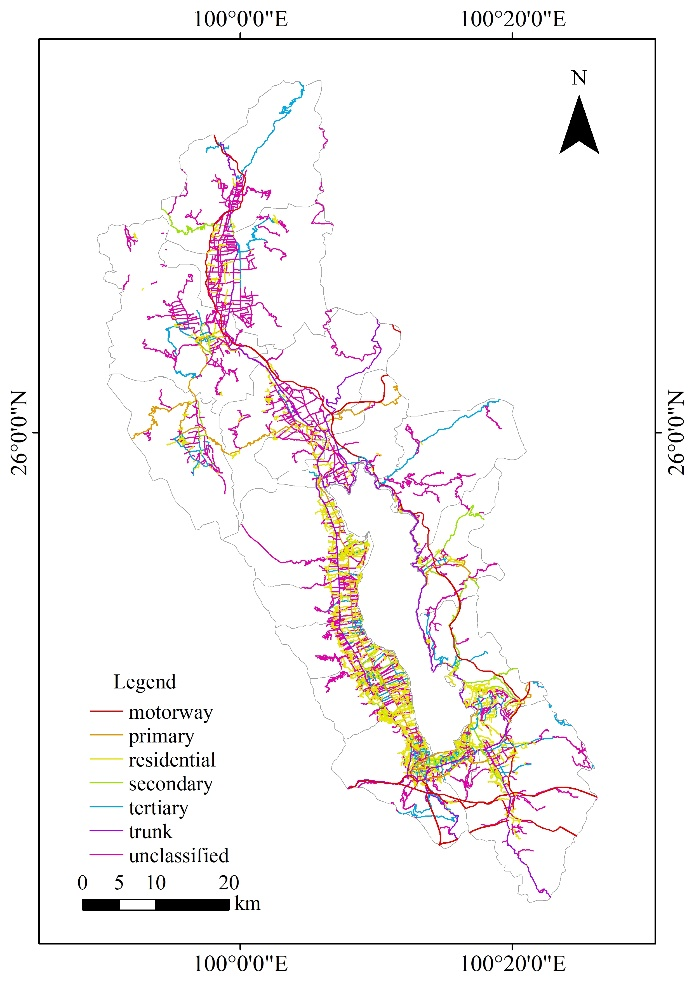 100°0'0"E 100°20'0"E
N
26°0'0"N 26°0'0"N
Legend
motorway
primary
residential
secondary
tertiary
trunk
unclassified
0 5 10 20
km
100°0'0"E 100°20'0"E